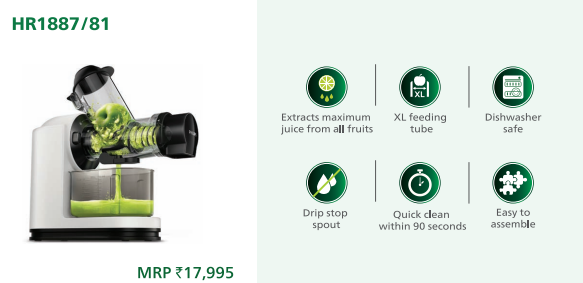 HR1887/81
MRP ₹17,995
Extracts maximum
juice from all fruits
XL
XL feeding
tube
Dishwasher
safe
Drip stop
spout
Quick clean
within 90 seconds
Easy to
assemble